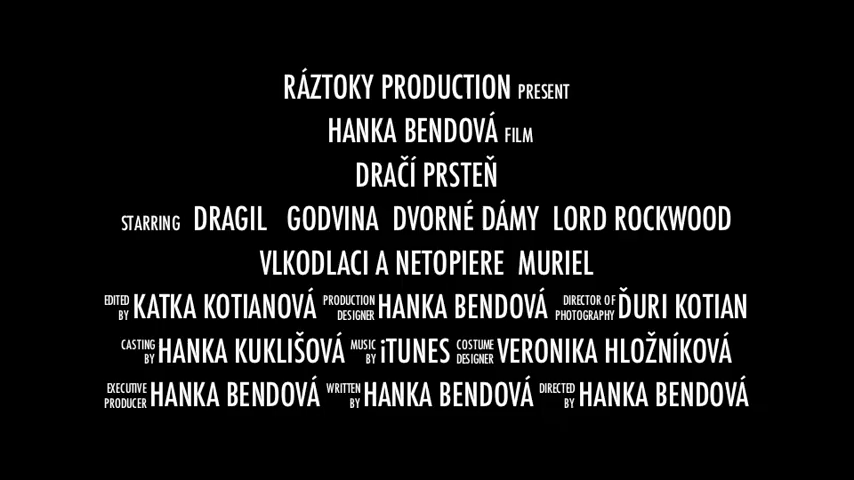 RÁZTOKY PRODUCTION PRESENT
HANKA BENDOVÁ FILM
DRAČÍ PRSTEŇ
STARRING DRAGIL GODVINA DVORNÉ DÁMY LORD ROCKWOOD
VLKODLACI A NETOPIERE MURIEL
EDITED BY KATKA KOTIANOVÁ PRODUCTION DESIGNER HANKA BENDOVÁ DIRECTOR OF PHOTOGRAPHY ĎURI KOTIAN
CASTING BY HANKA KUKLIŠOVÁ MUSIC BY iTUNES COSTUME DESIGNER VERONIKA HLOŽNÍKOVÁ
EXECUTIVE PRODUCER HANKA BENDOVÁ WRITTEN BY HANKA BENDOVÁ DIRECTED BY HANKA BENDOVÁ